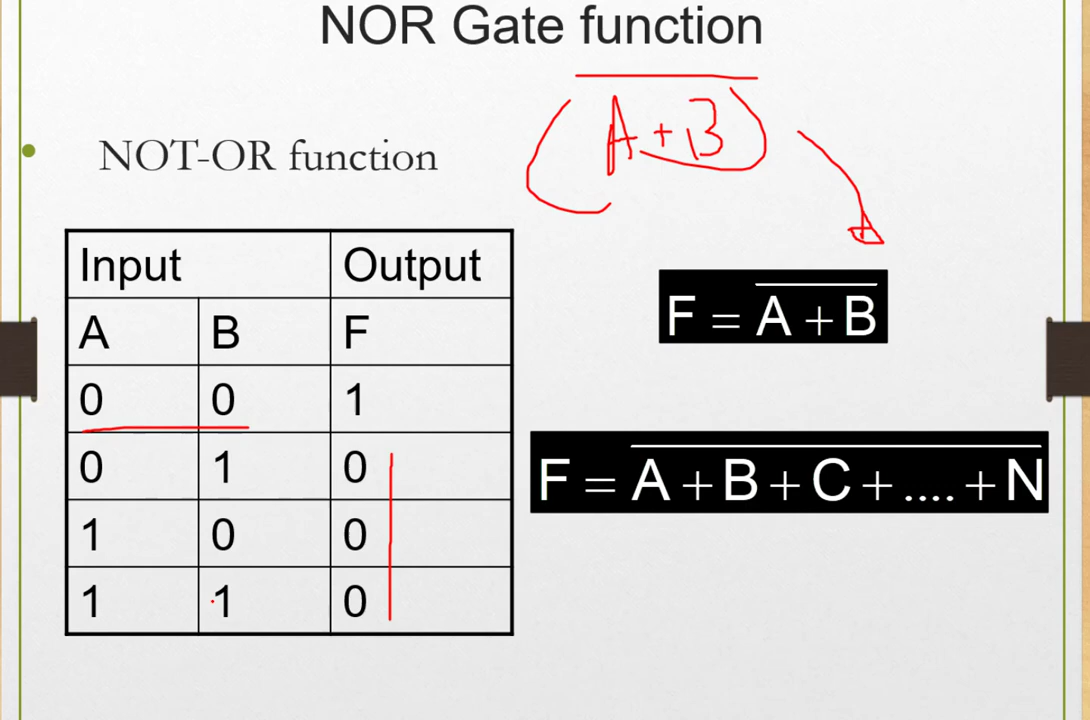 NOR Gate function
(A+B)̅
• NOT-OR function
Input Output
A B F
0 0 1
0 1 0
1 0 0
1 1 0
F = A̅ ̅+̅ ̅B̅
F = A̅ ̅+̅ ̅B̅ ̅+̅ ̅C̅ ̅+̅ ̅.̅.̅.̅.̅ ̅+̅ ̅N̅